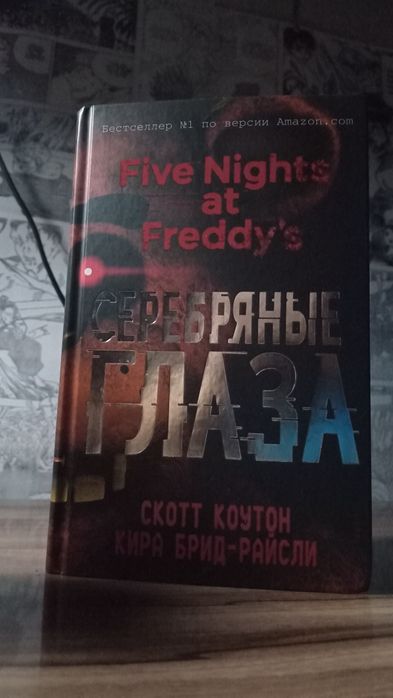 Бестселлер №1 по версии Amazon.com
Five Nights
at
Freddy's
СЕРЕБРЯНЫЕ
ГЛАЗА
СКОТТ КОУТОН
КИРА БРИД-РАЙСЛИ